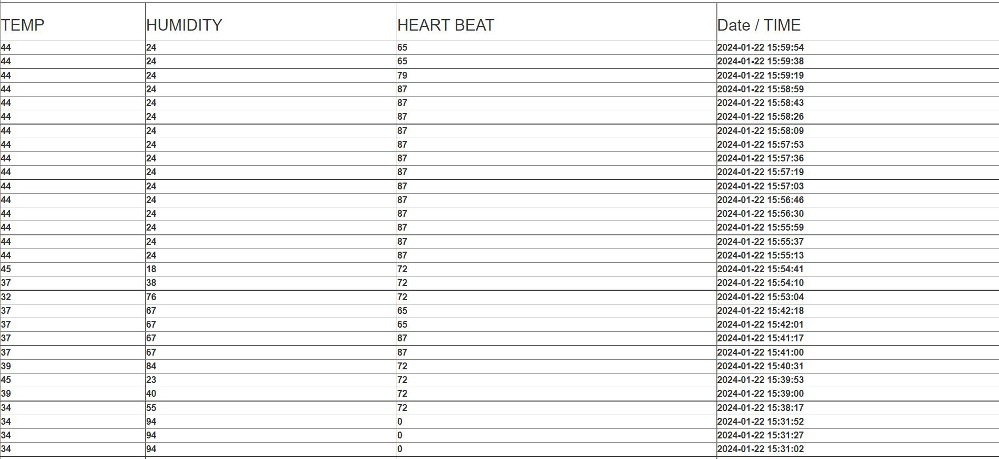 TEMP HUMIDITY HEART BEAT Date / TIME
44 24 65 2024-01-22 15:59:54
44 24 65 2024-01-22 15:59:38
44 24 79 2024-01-22 15:59:19
44 24 87 2024-01-22 15:58:59
44 24 87 2024-01-22 15:58:43
44 24 87 2024-01-22 15:58:26
44 24 87 2024-01-22 15:58:09
44 24 87 2024-01-22 15:57:53
44 24 87 2024-01-22 15:57:36
44 24 87 2024-01-22 15:57:19
44 24 87 2024-01-22 15:57:03
44 24 87 2024-01-22 15:56:46
44 24 87 2024-01-22 15:56:30
44 24 87 2024-01-22 15:55:59
44 24 87 2024-01-22 15:55:37
44 24 87 2024-01-22 15:55:13
45 18 72 2024-01-22 15:54:41
37 38 72 2024-01-22 15:54:10
32 76 72 2024-01-22 15:53:04
37 67 65 2024-01-22 15:42:18
37 67 65 2024-01-22 15:42:01
37 67 87 2024-01-22 15:41:17
37 67 87 2024-01-22 15:41:00
39 84 72 2024-01-22 15:40:31
45 23 72 2024-01-22 15:39:53
39 40 72 2024-01-22 15:39:00
34 55 72 2024-01-22 15:38:17
34 94 0 2024-01-22 15:31:52
34 94 0 2024-01-22 15:31:27
34 94 0 2024-01-22 15:31:02